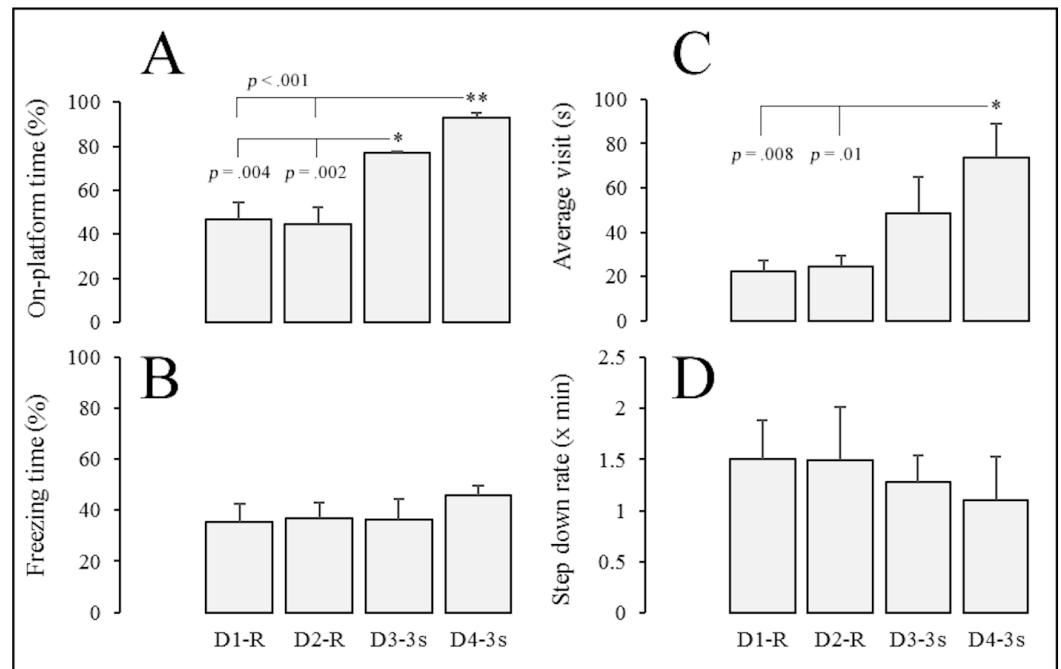 A
p < .001
**
*
p = .004 p = .002
On-platform time (%)
100
80
60
40
20
0
C
*
p = .008 p = .01
Average visit (s)
100
80
60
40
20
0
B
Freezing time (%)
100
80
60
40
20
0
D1-R D2-R D3-3s D4-3s
D
Step down rate (x min)
2.5
2
1.5
1
0.5
0
D1-R D2-R D3-3s D4-3s